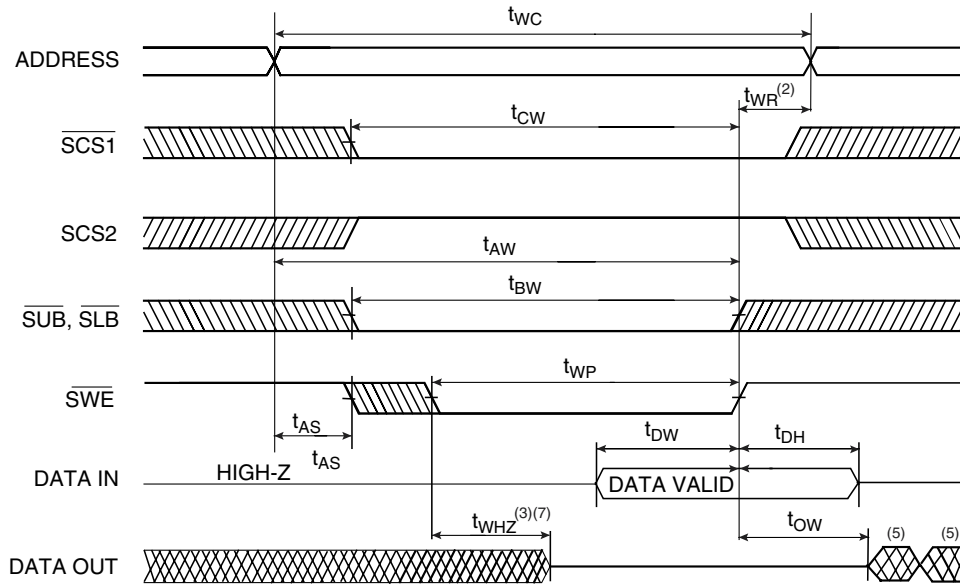 tWC
ADDRESS
tWR(2)
tCW
SCS1
SCS2
tAW
tBW
SUB, SLB
tWP
SWE
tAS
tDW
tDH
tAS
HIGH-Z
DATA IN
DATA VALID
tWHZ(3)(7)
tOW
(5)
(5)
DATA OUT